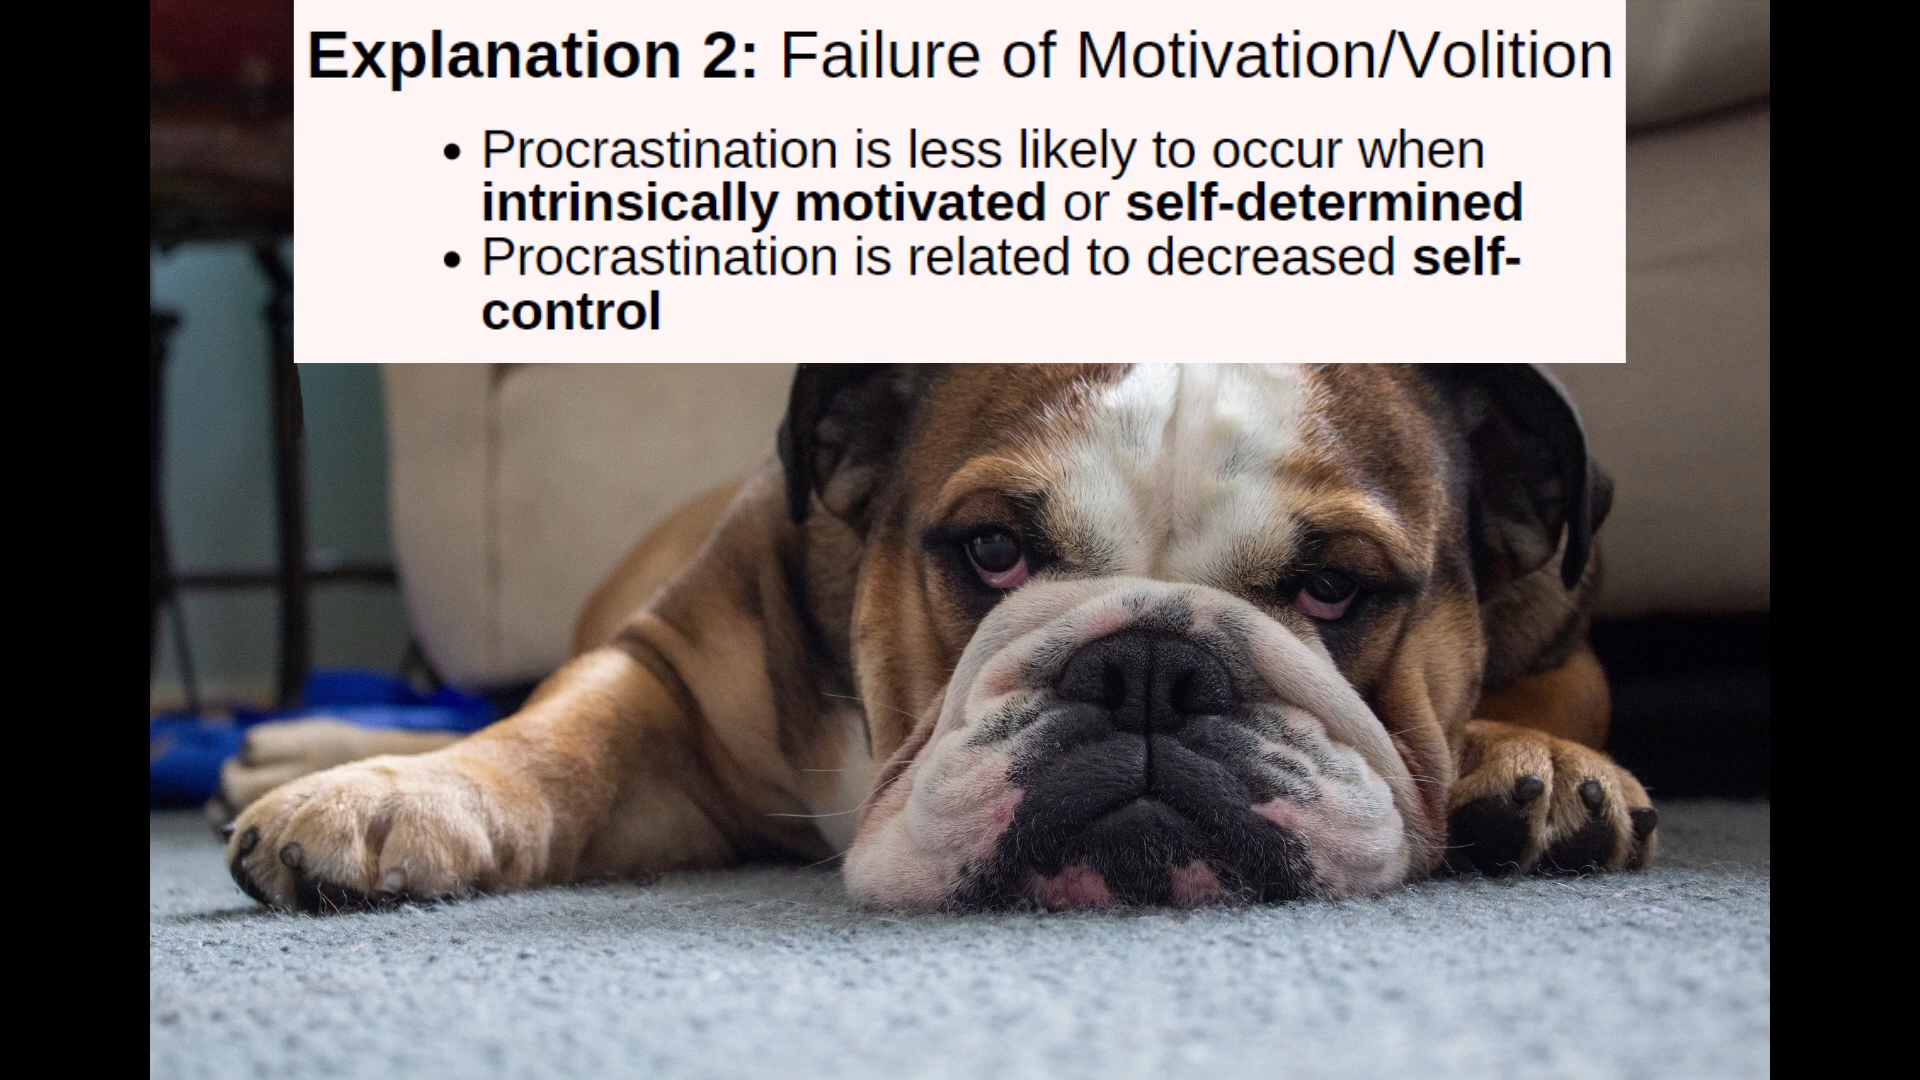 Explanation 2: Failure of Motivation/Volition
• Procrastination is less likely to occur when
intrinsically motivated or self-determined
• Procrastination is related to decreased self-
control